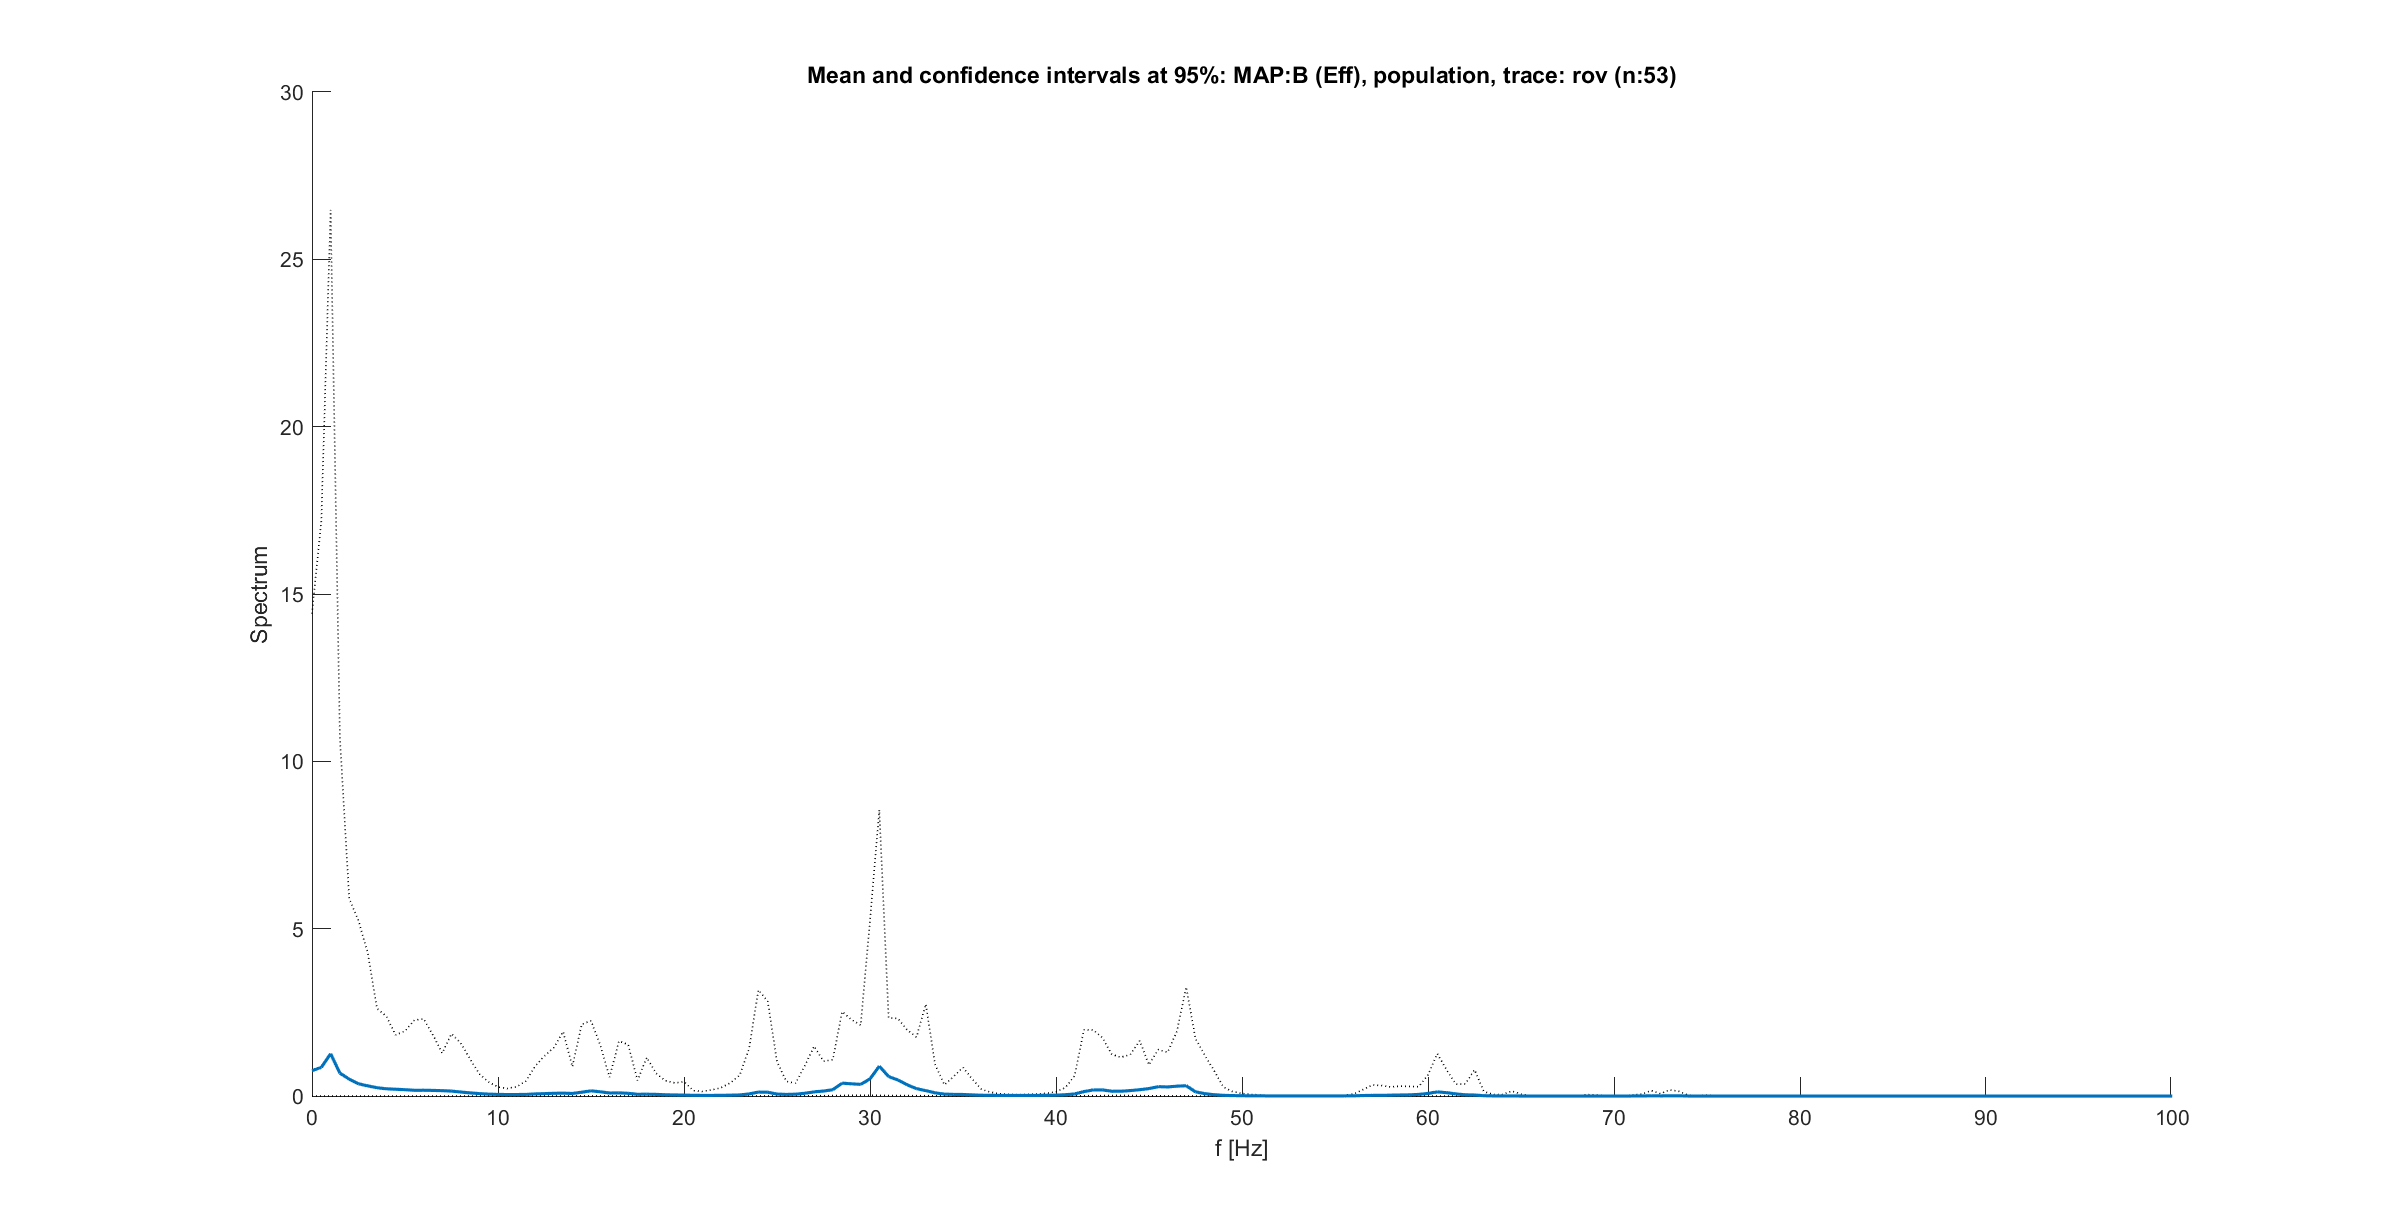 Mean and confidence intervals at 95%: MAP:B (Eff), population, trace: rov (n:53)
30
25
20
15
10
5
0
Spectrum
0 10 20 30 40 50 60 70 80 90 100
f [Hz]